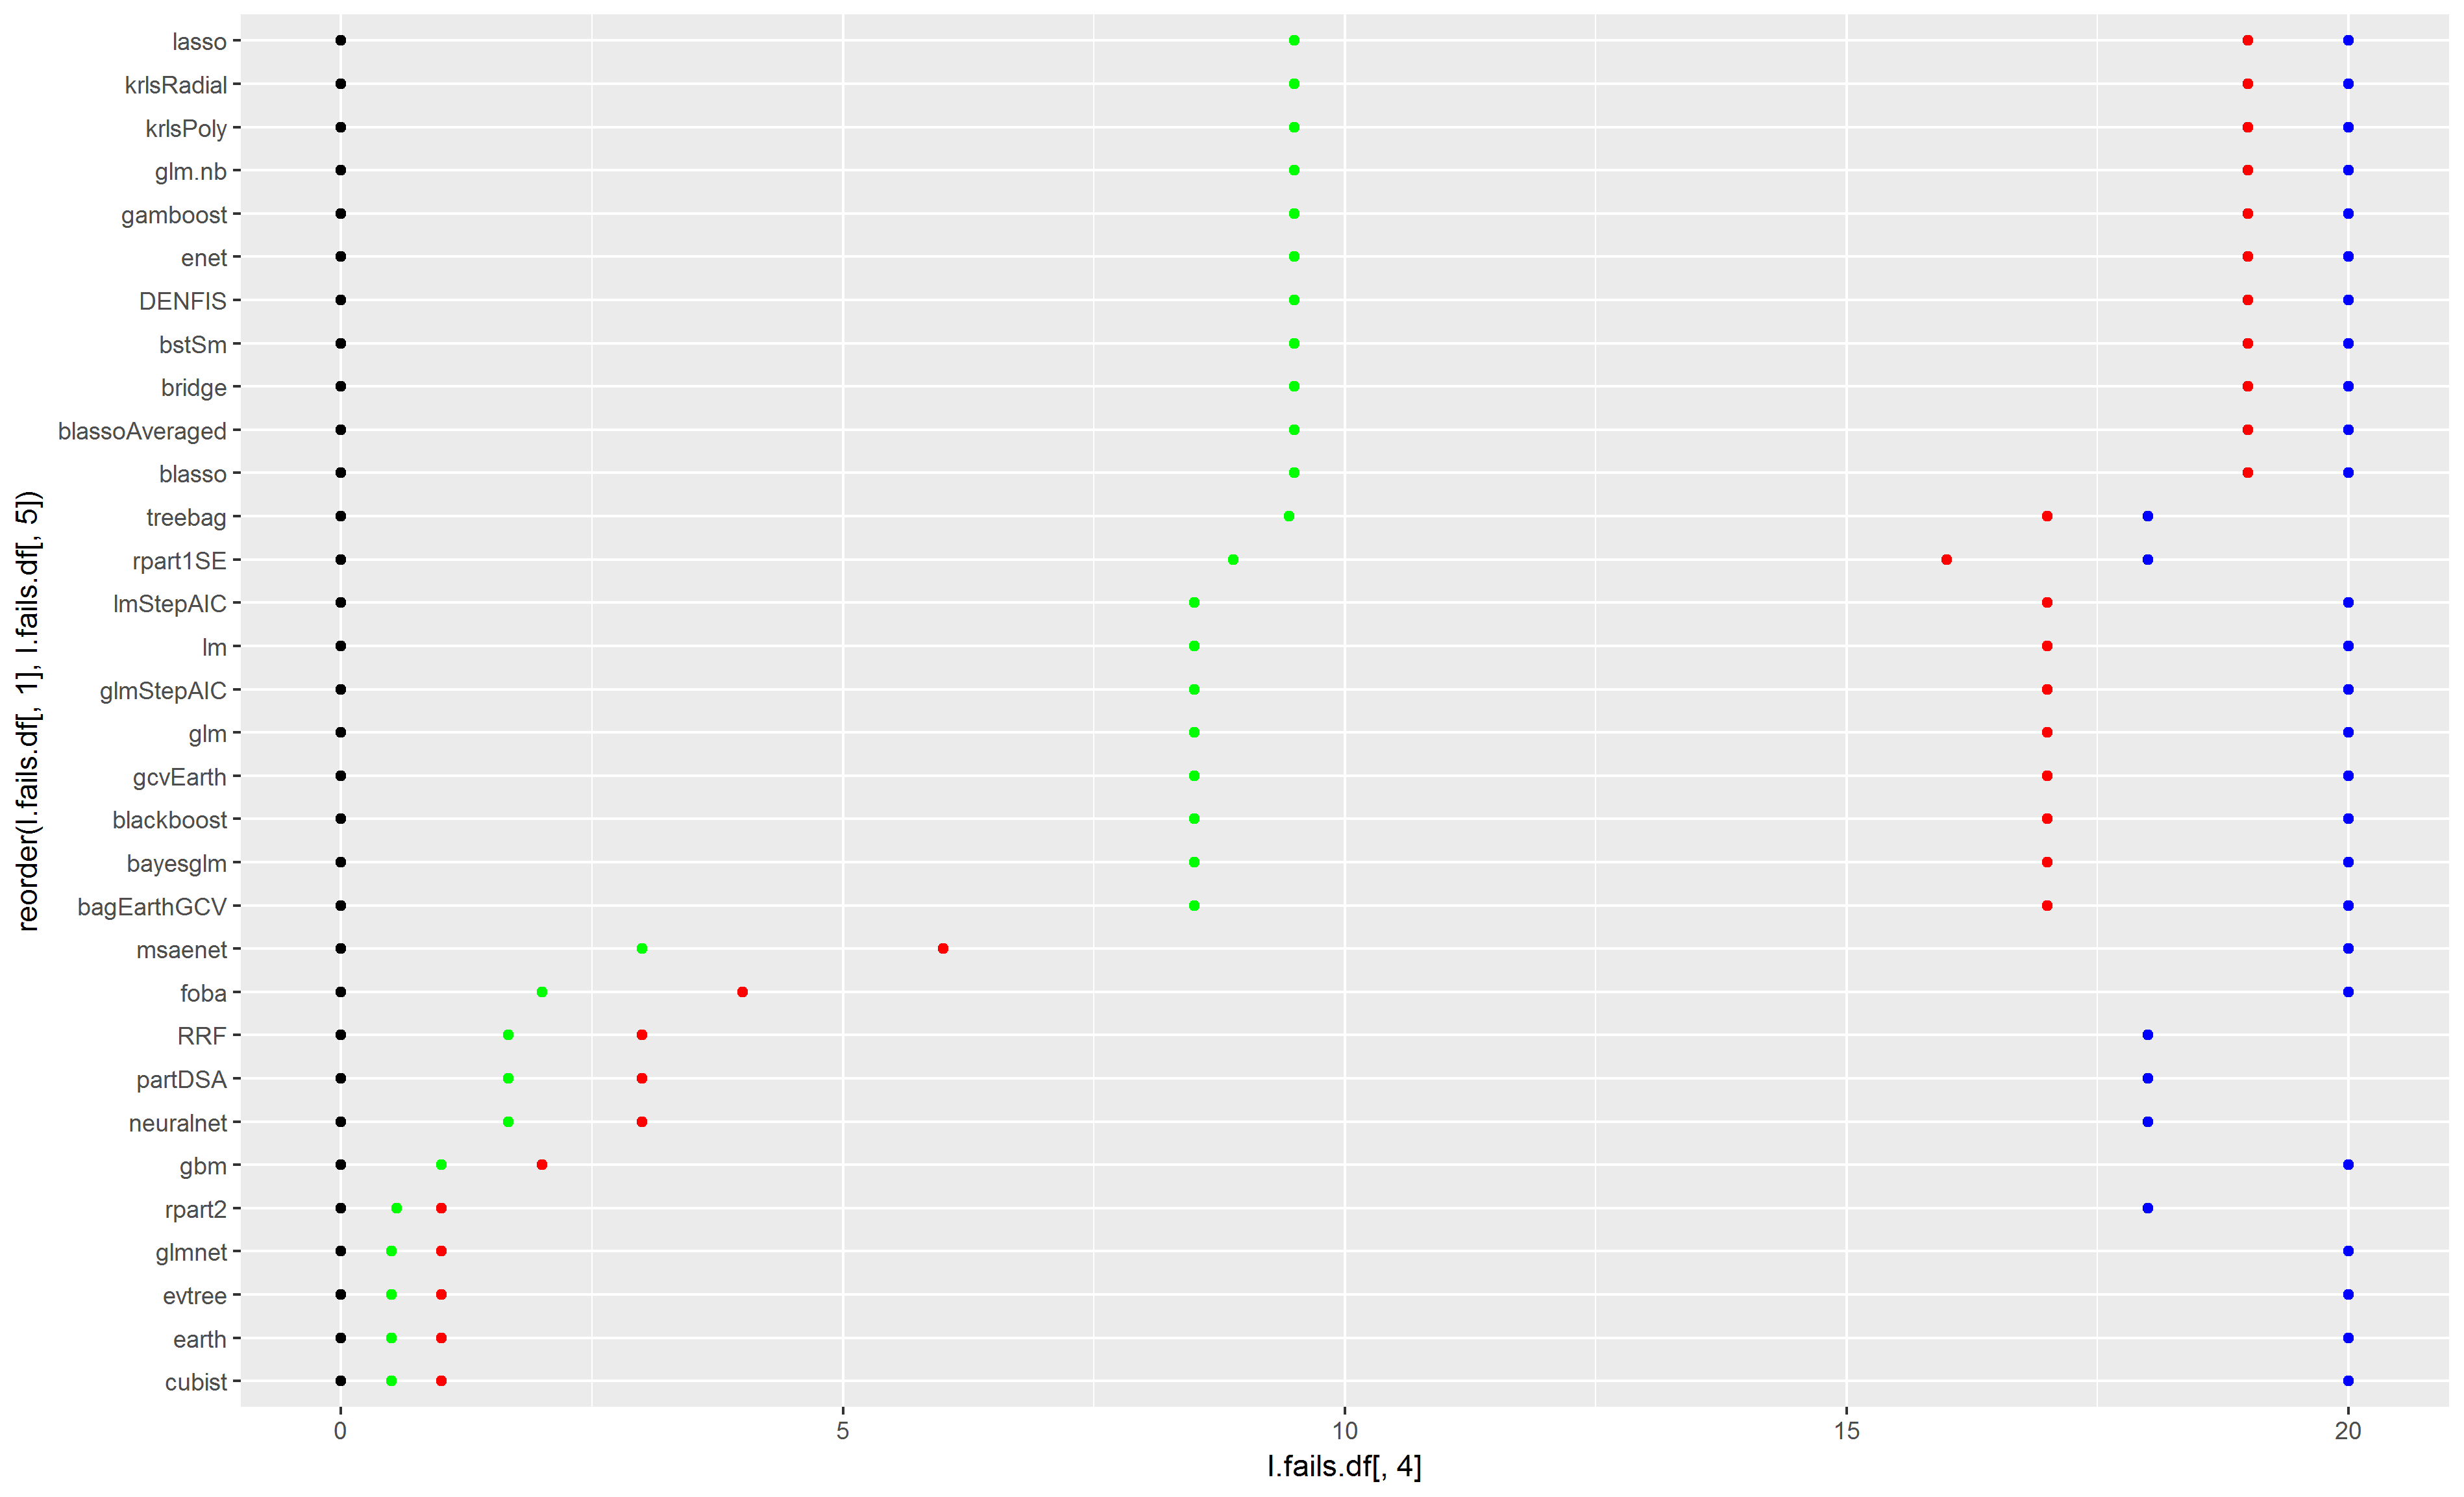 lasso
krlsRadial
krlsPoly
glm.nb
gamboost
enet
DENFIS
bstSm
bridge
blassoAveraged
blasso
treebag
rpart1SE
lmStepAIC
lm
glmStepAIC
glm
gcvEarth
blackboost
bayesglm
bagEarthGCV
msaenet
foba
RRF
partDSA
neuralnet
gbm
rpart2
glmnet
evtree
earth
cubist
reorder(l.fails.df[, 1], l.fails.df[, 5])
0 5 10 15 20
l.fails.df[, 4]